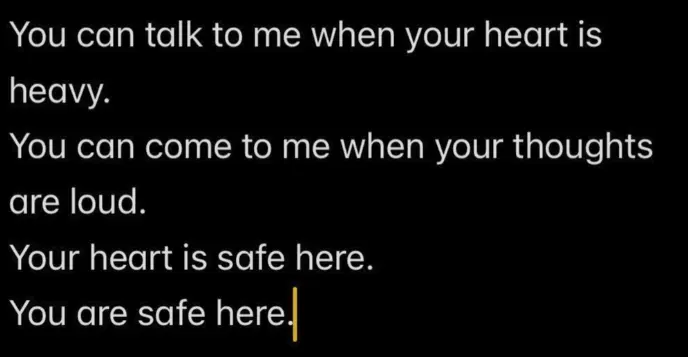 You can talk to me when your heart is
heavy.
You can come to me when your thoughts
are loud.
Your heart is safe here.
You are safe here.